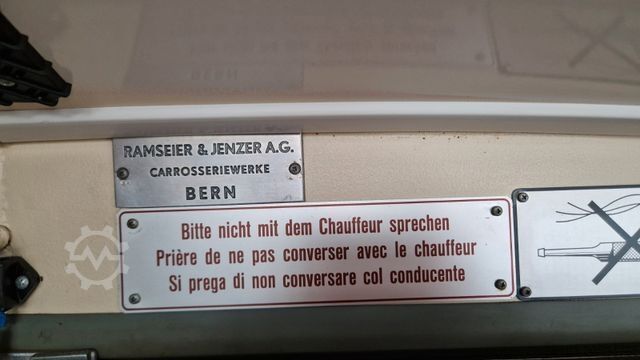 RAMSEIER & JENZER A.G.
CARROSSERIEWERKE
BERN
Bitte nicht mit dem Chauffeur sprechen
Prière de ne pas converser avec le chauffeur
Si prega di non conversare col conducente